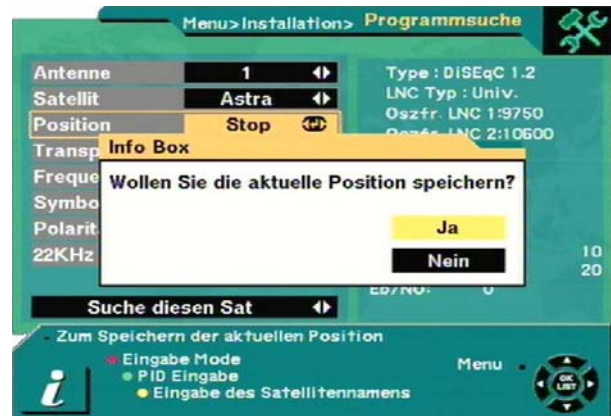 Menu>Installation> Programmsuche
Antenne 1
Satellit Astra
Position Stop
Transp
Freque
Symbo
Polarit
22KHz
Type : DiSEqC 1.2
LNC Typ : Univ.
Oszfr. LNC 1:9750
Oszfr. LNC 2:10600
Info Box
Wollen Sie die aktuelle Position speichern?
Ja
Nein
10
20
Eb/NO: 0
Suche diesen Sat
- Zum Speichern der aktuellen Position
Eingabe Mode
PID Eingabe
Eingabe des Satellitennamens
Menu
OK
LIST
i